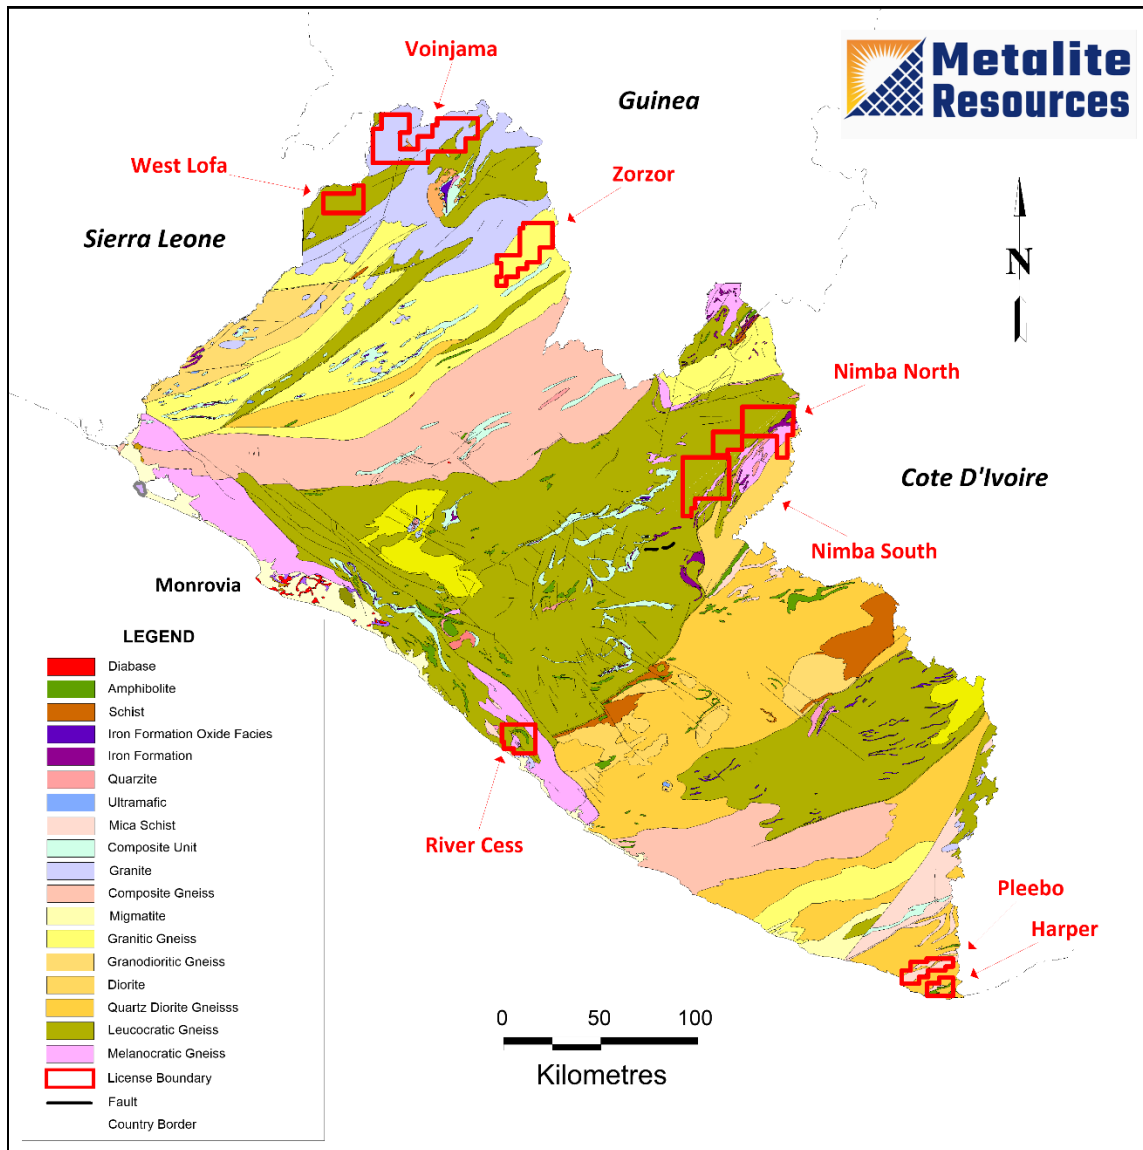 Voinjama
Guinea
Metalite
Resources
West Lofa
Zorzor
Sierra Leone
N
Nimba North
Cote D'Ivoire
Nimba South
Monrovia
LEGEND
Diabase
Amphibolite
Schist
Iron Formation Oxide Facies
Iron Formation
Quarzite
Ultramafic
Mica Schist
Composite Unit
Granite
Composite Gneiss
Migmatite
Granitic Gneiss
Granodioritic Gneiss
Diorite
Quartz Diorite Gneisss
Leucocratic Gneiss
Melanocratic Gneiss
License Boundary
Fault
Country Border
River Cess
Pleebo
Harper
0 50 100
Kilometres